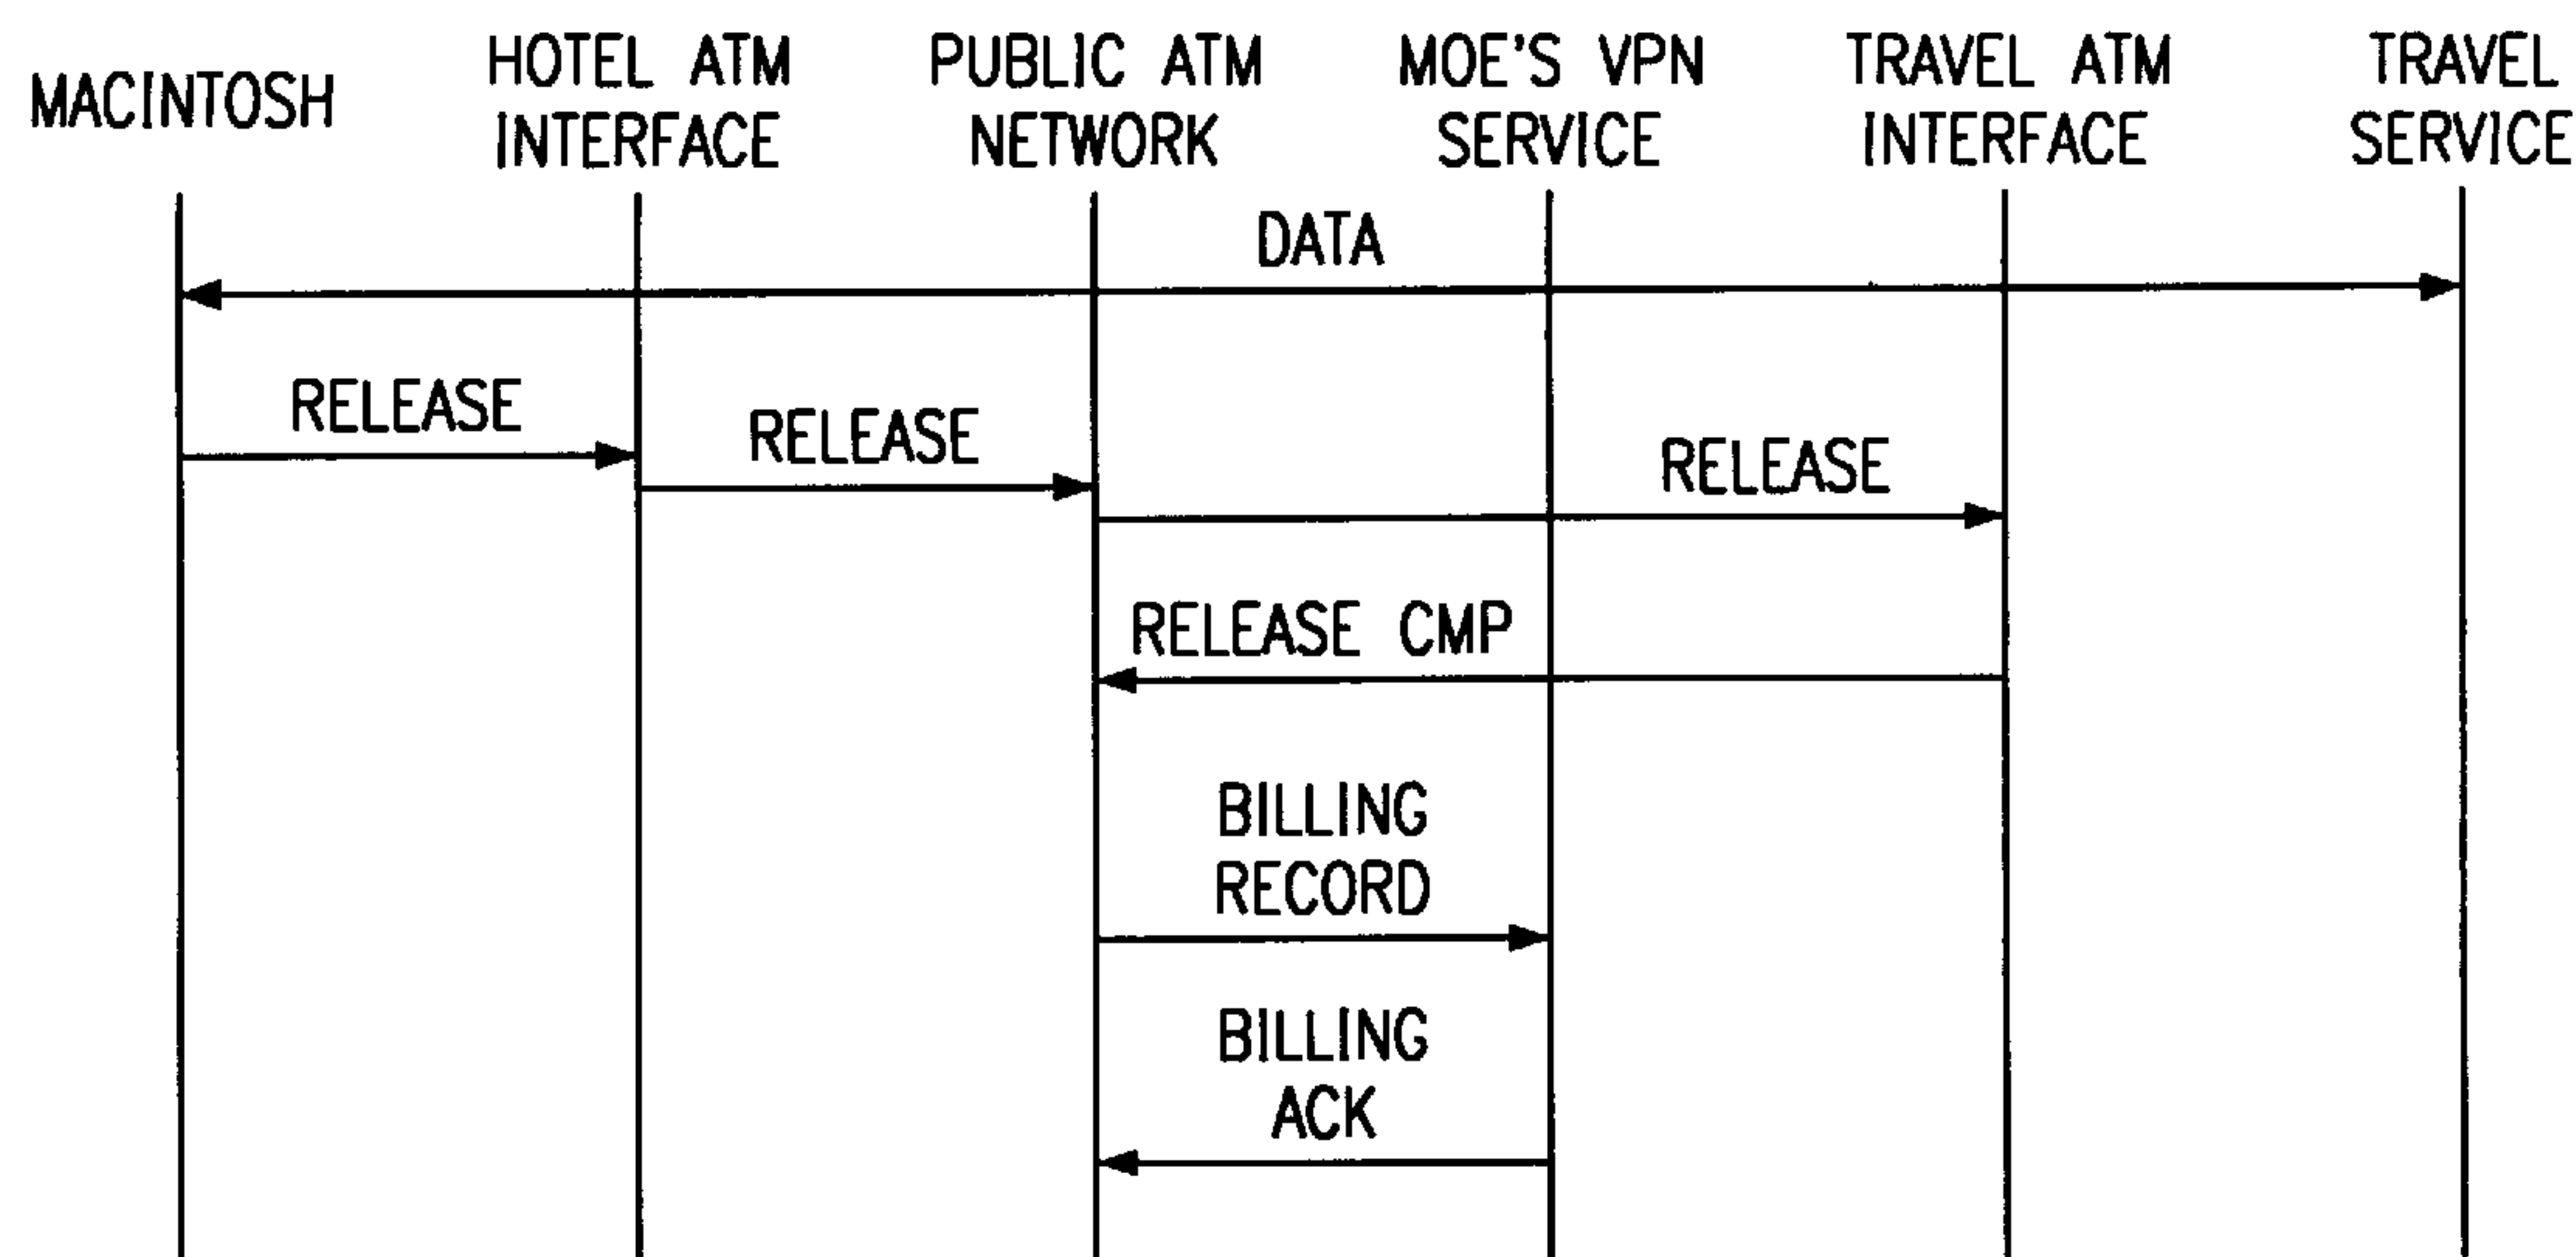 MACINTOSH
HOTEL ATM
INTERFACE
PUBLIC ATM
NETWORK
MOE'S VPN
SERVICE
TRAVEL ATM
INTERFACE
TRAVEL
SERVICE
DATA
RELEASE
RELEASE
RELEASE
RELEASE CMP
BILLING
RECORD
BILLING
ACK